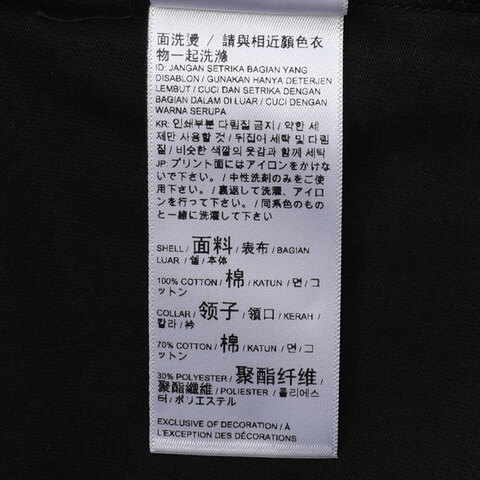 面洗燙 / 請與相近顏色衣
物一起洗滌
ID: JANGAN SETRIKA BAGIAN YANG
DISABLON / GUNAKAN HANYA DETERJEN
LEMBUT / CUCI DAN SETRIKA DENGAN
BAGIAN DALAM DI LUAR / CUCI DENGAN
WARNA SERUPA
KR: 인쇄부분 다림질 금지 / 약한 세
제만 사용할 것 / 뒤집어 세탁 및 다림
질 / 비슷한 색깔의 옷감과 함께 세탁
JP: プリント面にはアイロンをかけな
いで下さい。 / 中性洗剤のみをご使
用下さい。 / 裏返して洗濯、アイロ
ンを行って下さい。 / 同系色のもの
と一緒に洗濯して下さい
SHELL / 面料 / 表布 / BAGIAN
LUAR / 쉘 / 本体
100% COTTON / 棉 / KATUN / 면 / コ
ットン
COLLAR / 领子 / 領口 / KERAH /
칼라 / 衿
70% COTTON / 棉 / KATUN / 면 / コ
ットン
30% POLYESTER / 聚酯纤维 /
聚酯纖維 / POLIESTER / 폴리에스
터 / ポリエステル
EXCLUSIVE OF DECORATION / À
L'EXCEPTION DES DÉCORATIONS